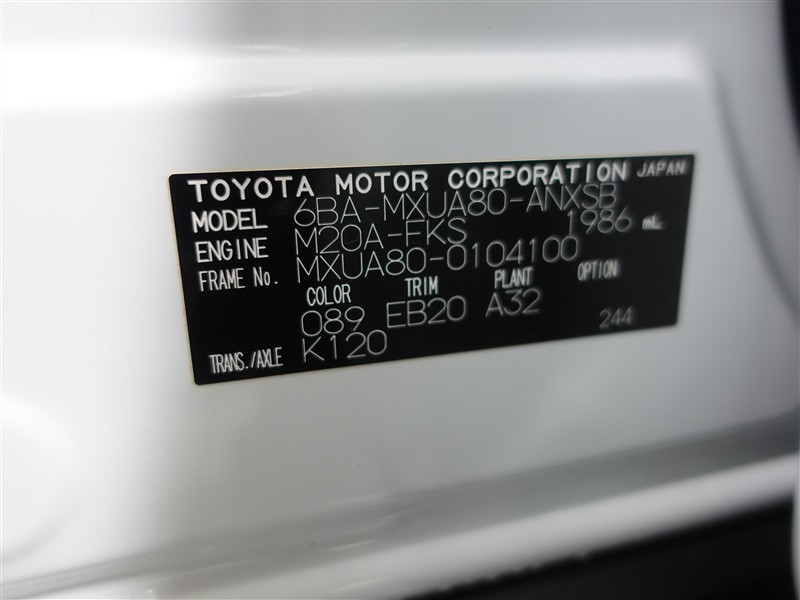 TOYOTA MOTOR CORPORATION JAPAN
MODEL 6BA-MXUA80-ANXSB
ENGINE M20A-FKS 1986 mL
FRAME No. MXUA80-0104100
COLOR TRIM PLANT OPTION
089 EB20 A32
TRANS./AXLE K120 244